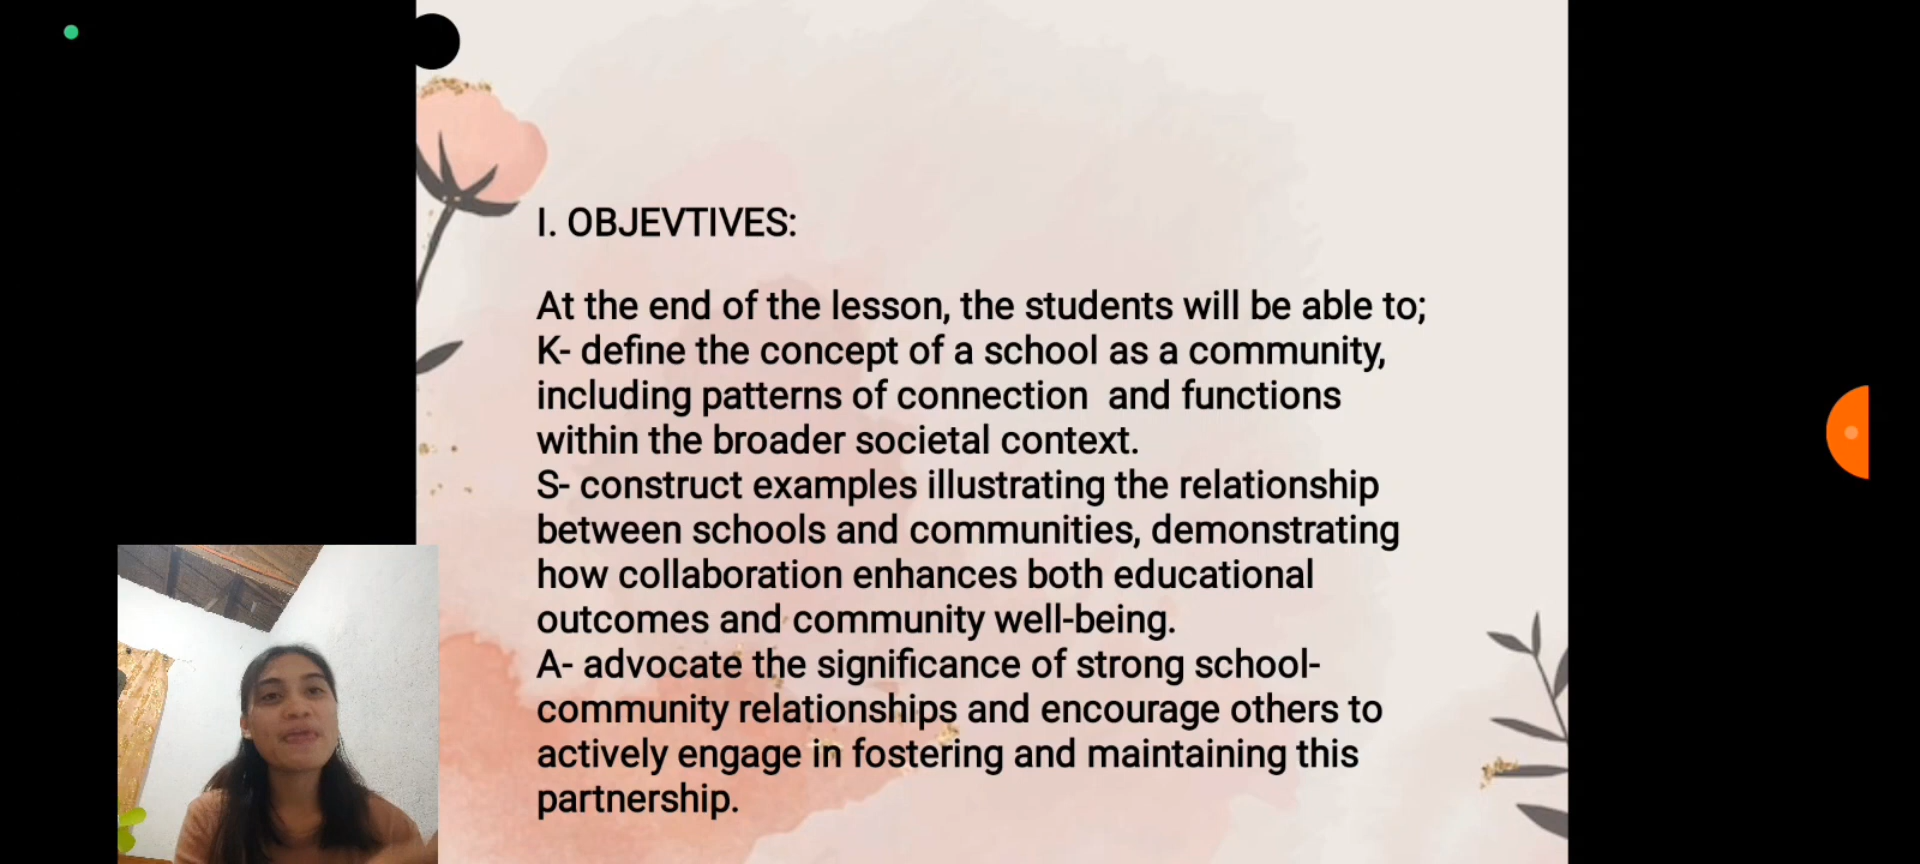 I. OBJEVTIVES:
At the end of the lesson, the students will be able to;
K- define the concept of a school as a community,
including patterns of connection  and functions
within the broader societal context.
S- construct examples illustrating the relationship
between schools and communities, demonstrating
how collaboration enhances both educational
outcomes and community well-being.
A- advocate the significance of strong school-
community relationships and encourage others to
actively engage in fostering and maintaining this
partnership.